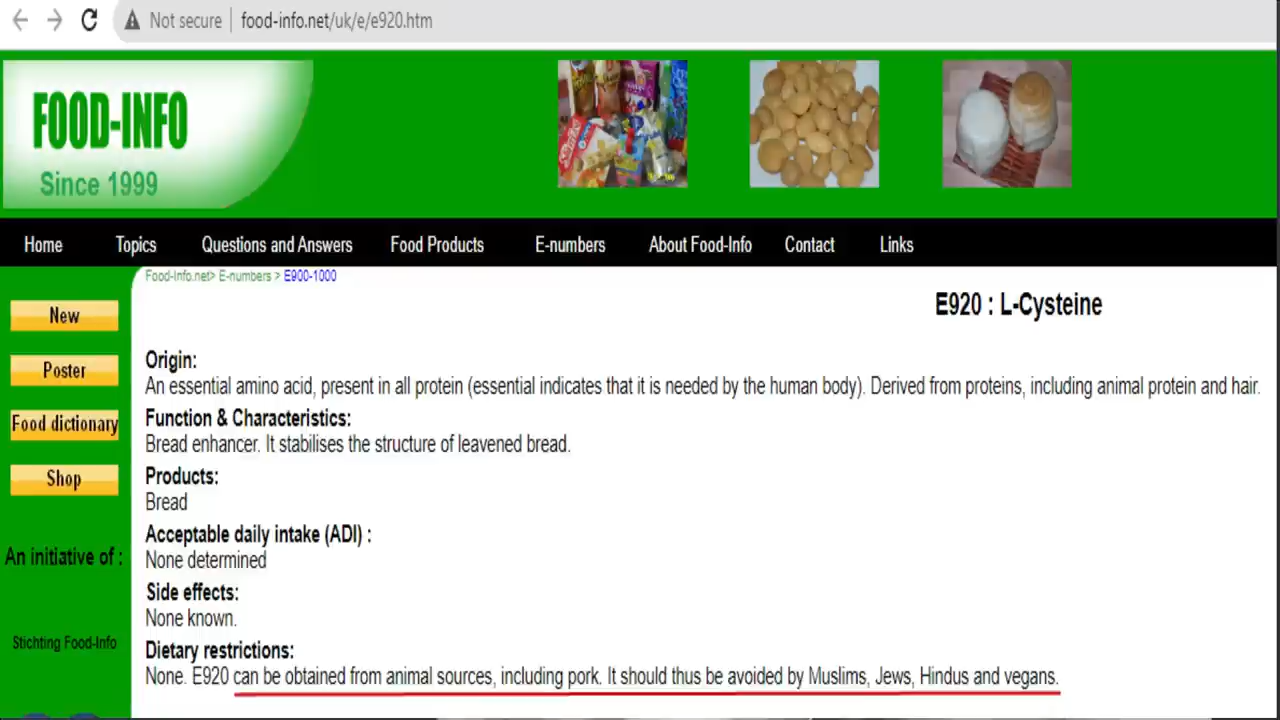 Not secure | food-info.net/uk/e/e920.htm
FOOD-INFO
Since 1999
Home Topics Questions and Answers Food Products E-numbers About Food-Info Contact Links
Food-Info.net> E-numbers > E900-1000
E920 : L-Cysteine
New
Poster
Food dictionary
Shop
An initiative of :
Stichting Food-Info
Origin:
An essential amino acid, present in all protein (essential indicates that it is needed by the human body). Derived from proteins, including animal protein and hair.
Function & Characteristics:
Bread enhancer. It stabilises the structure of leavened bread.
Products:
Bread
Acceptable daily intake (ADI) :
None determined
Side effects:
None known.
Dietary restrictions:
None. E920 can be obtained from animal sources, including pork. It should thus be avoided by Muslims, Jews, Hindus and vegans.